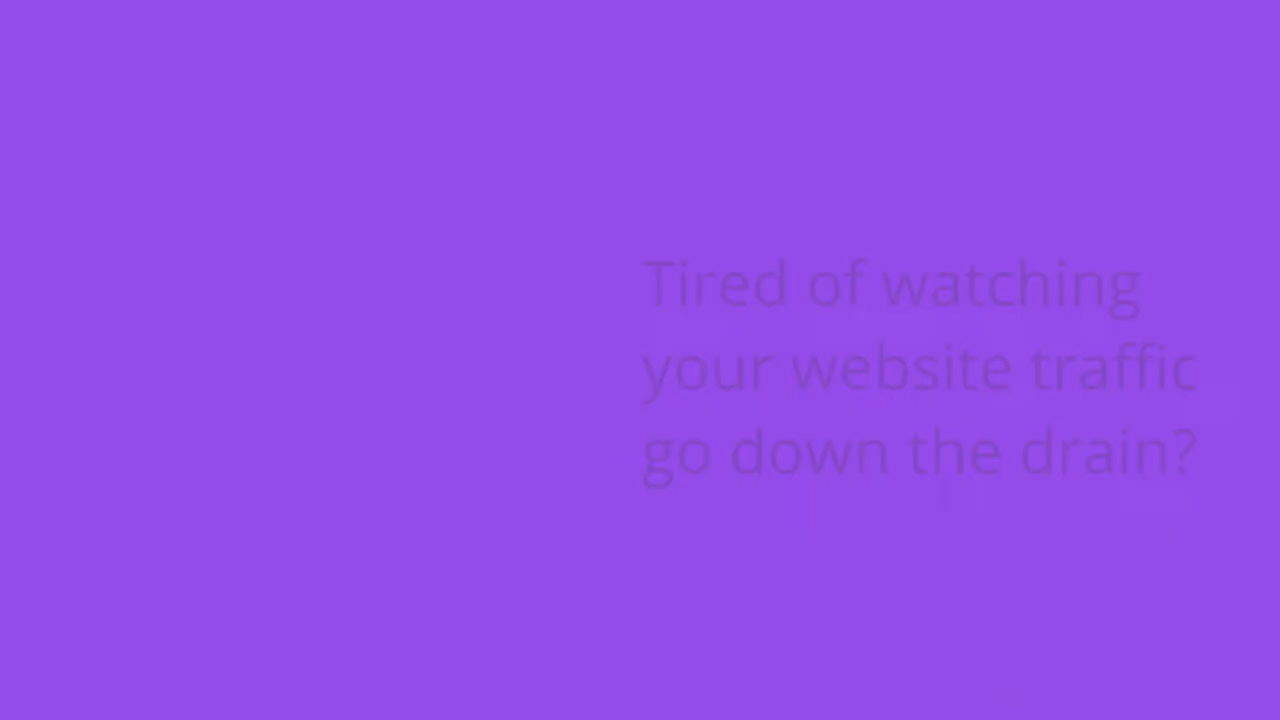 Tired of watching
your website traffic
go down the drain?